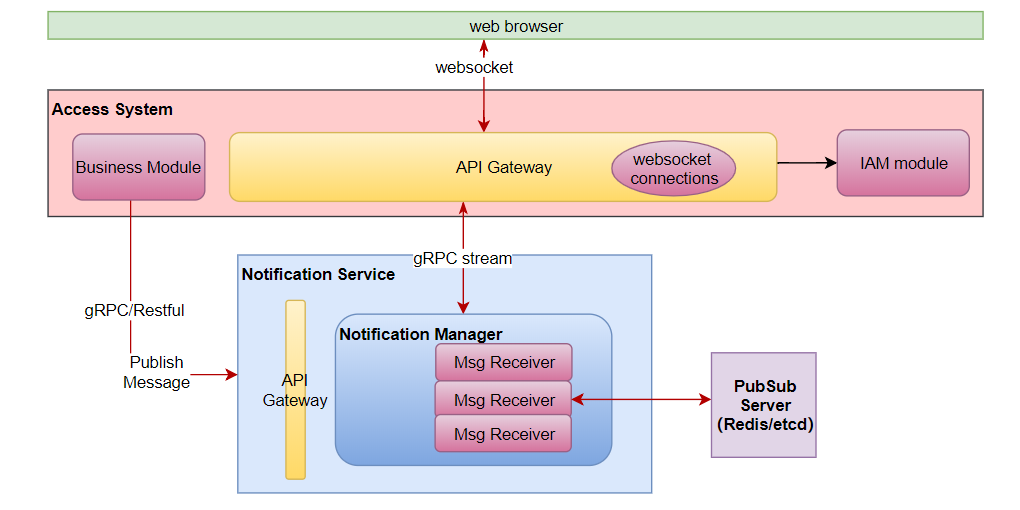 web browser
websocket
Access System
Business Module
API Gateway
websocket
connections
IAM module
gRPC stream
Notification Service
gRPC/Restful
Notification Manager
Msg Receiver
Publish
Message
API
Gateway
Msg Receiver
Msg Receiver
PubSub
Server
(Redis/etcd)